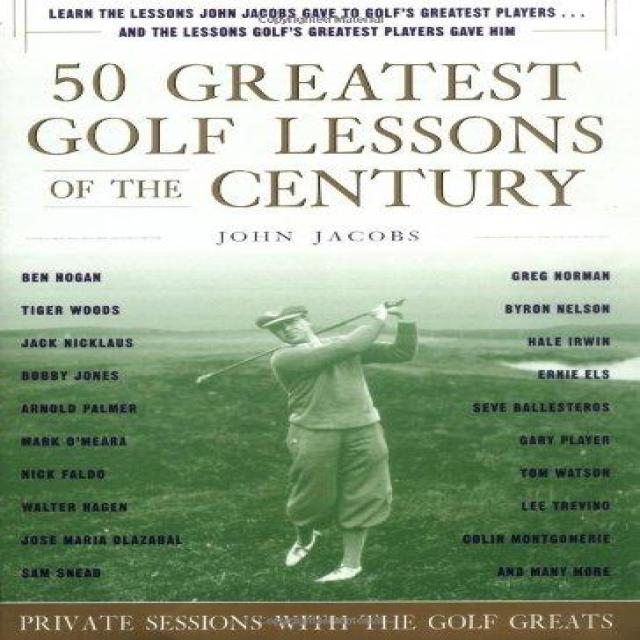 LEARN THE LESSONS JOHN JACOBS GAVE TO GOLF'S GREATEST PLAYERS . . .
AND THE LESSONS GOLF'S GREATEST PLAYERS GAVE HIM
50 GREATEST
GOLF LESSONS
OF THE CENTURY
JOHN JACOBS
BEN HOGAN
GREG NORMAN
TIGER WOODS
BYRON NELSON
JACK NICKLAUS
HALE IRWIN
BOBBY JONES
ERNIE ELS
ARNOLD PALMER
SEVE BALLESTEROS
MARK O'MEARA
GARY PLAYER
NICK FALDO
TOM WATSON
WALTER HAGEN
LEE TREVINO
JOSE MARIA OLAZABAL
COLIN MONTGOMERIE
SAM SNEAD
AND MANY MORE
PRIVATE SESSIONS WITH THE GOLF GREATS